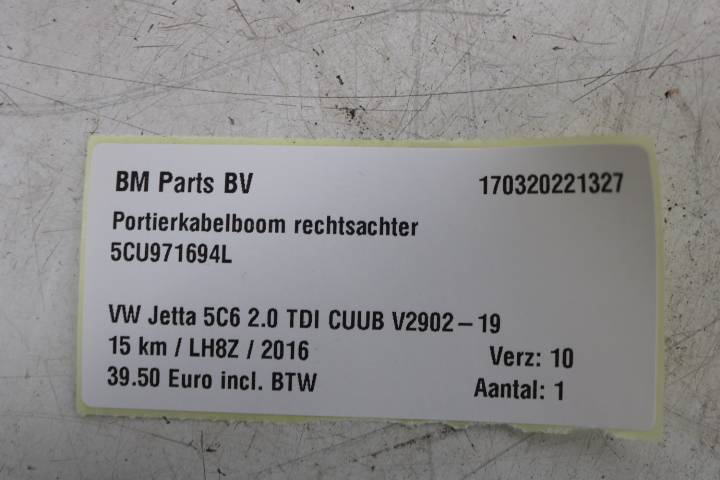 BM Parts BV 170320221327
Portierkabelboom rechtsachter
5CU971694L
VW Jetta 5C6 2.0 TDI CUUB V2902-19
15 km / LH8Z / 2016 Verz: 10
39.50 Euro incl. BTW Aantal: 1